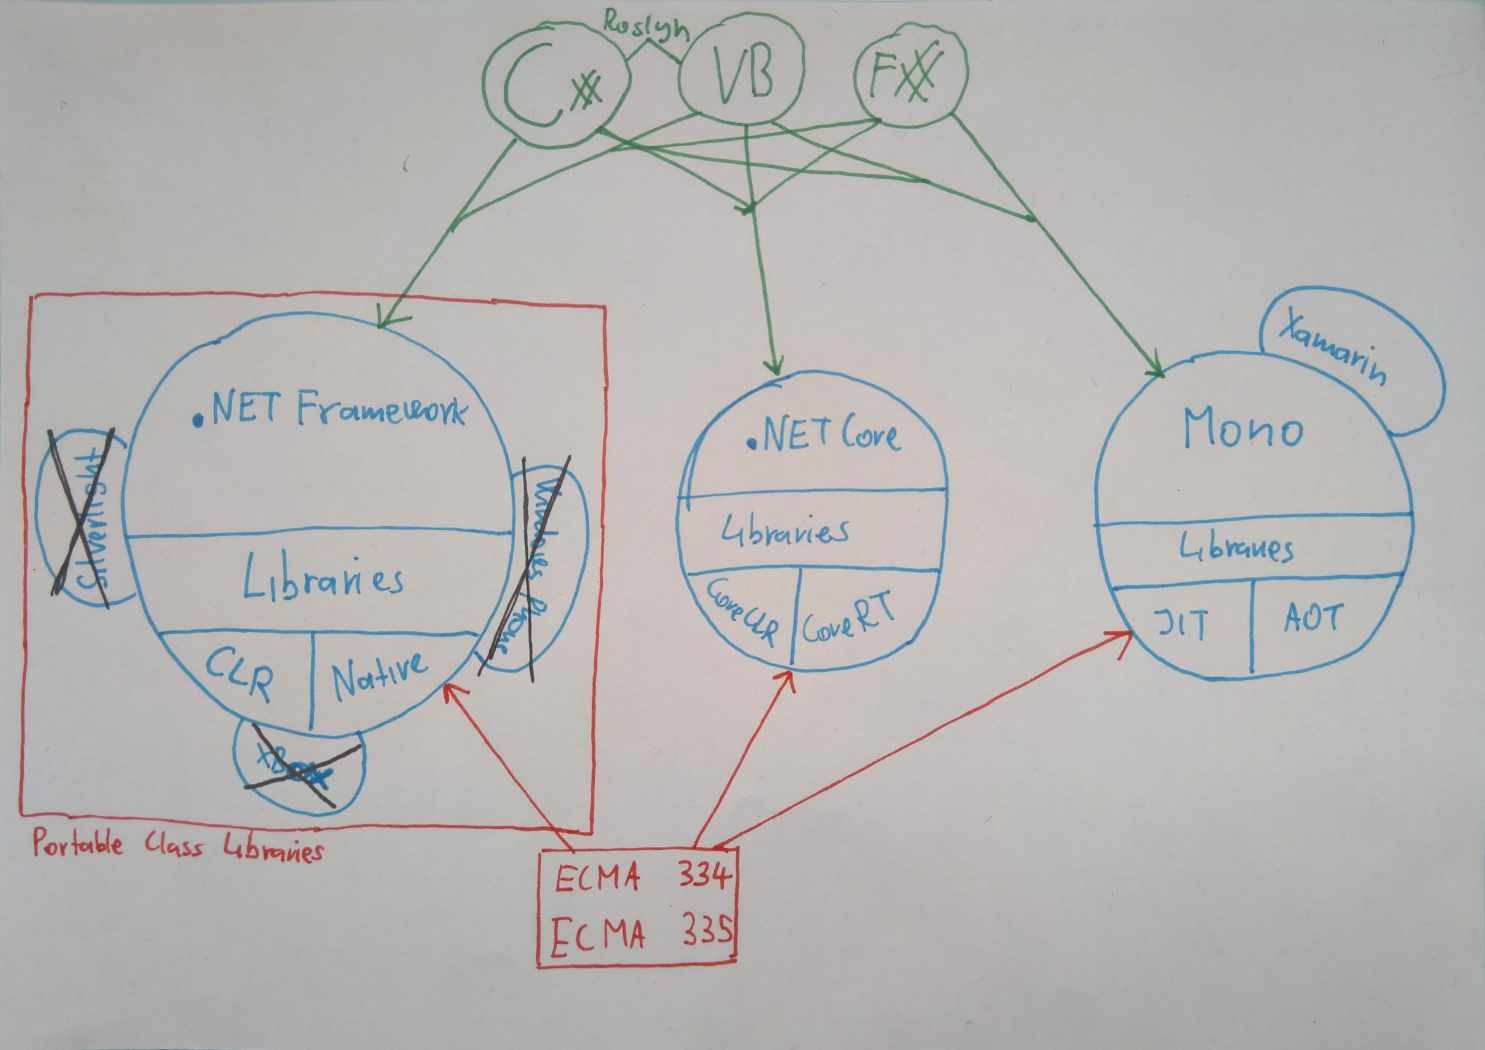 Roslyn
C#
VB
F#
Xamarin
.NET Framework
.NET Core
Mono
Silverlight
Windows Phone
Libraries
Libraries
Libraries
CLR
Native
CoreCLR
CoreRT
JIT
AOT
XBox
Portable Class Libraries
ECMA 334
ECMA 335